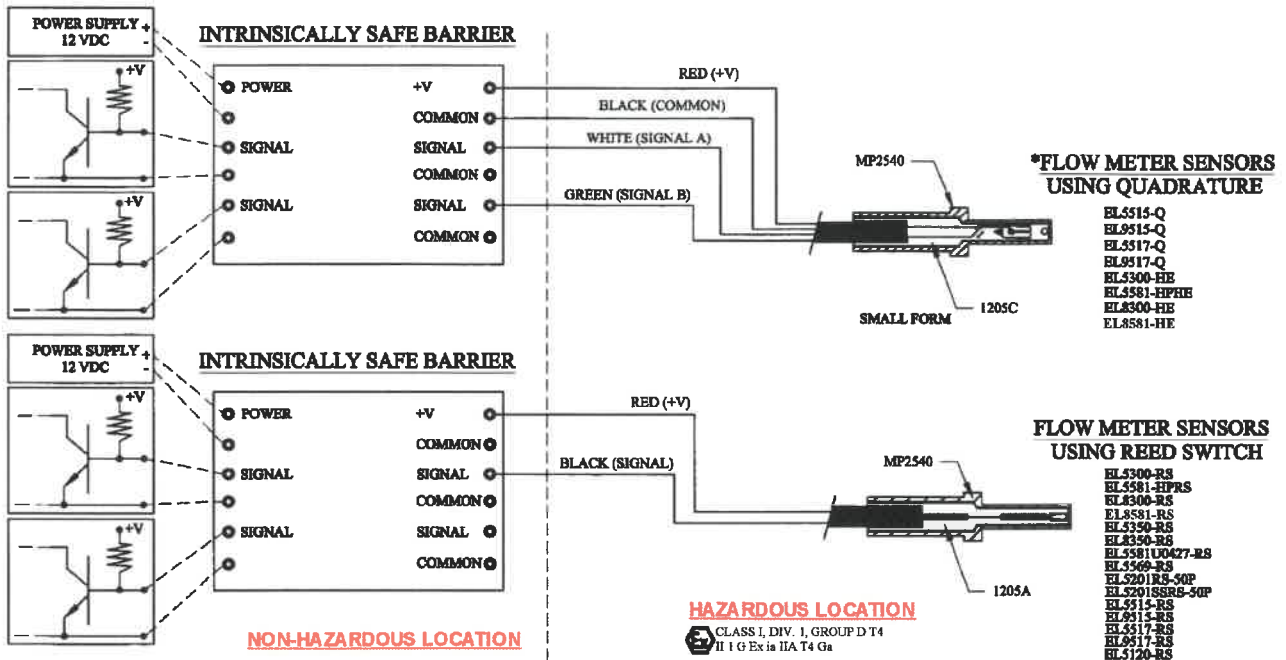 POWER SUPPLY +
12 VDC -
INTRINSICALLY SAFE BARRIER
+V
+V
POWER
SIGNAL
SIGNAL
+V
COMMON
SIGNAL
COMMON
SIGNAL
COMMON
RED (+V)
BLACK (COMMON)
WHITE (SIGNAL A)
GREEN (SIGNAL B)
MP2540
1205C
SMALL FORM
*FLOW METER SENSORS
USING QUADRATURE
EL5515-Q
EL9515-Q
EL5517-Q
EL9517-Q
EL5300-HE
EL5581-HPHE
EL8300-HE
EL8581-HE
POWER SUPPLY +
12 VDC -
INTRINSICALLY SAFE BARRIER
+V
+V
POWER
SIGNAL
SIGNAL
+V
COMMON
SIGNAL
COMMON
SIGNAL
COMMON
RED (+V)
BLACK (SIGNAL)
MP2540
1205A
FLOW METER SENSORS
USING REED SWITCH
EL5300-RS
EL5581-HPRS
EL8300-RS
EL8581-RS
EL5350-RS
EL8350-RS
EL5581U0427-RS
EL5569-RS
EL5201RS-50P
EL5201SSRS-50P
EL5515-RS
EL9515-RS
EL5517-RS
EL9517-RS
EL5120-RS
NON-HAZARDOUS LOCATION
HAZARDOUS LOCATION
Ex CLASS I, DIV. 1, GROUP D T4
II 1 G Ex ia IIA T4 Ga